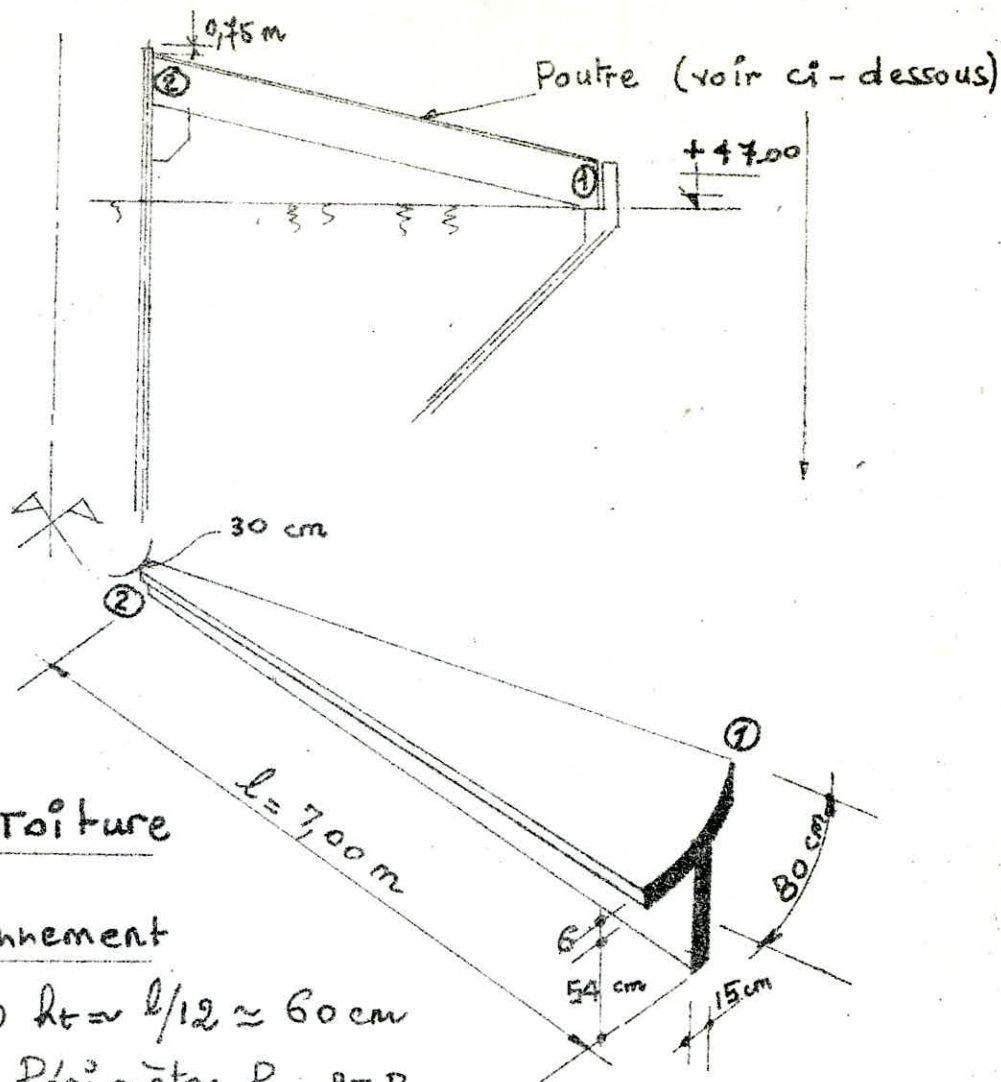 0,75 m
②
Poutre (voir ci-dessous)
+47.00
①
30 cm
②
①
l = 7,00 m
80 cm
Toiture
6
54 cm
15 cm
nnement
ht ≈ l/12 ≈ 60 cm
Périmètre